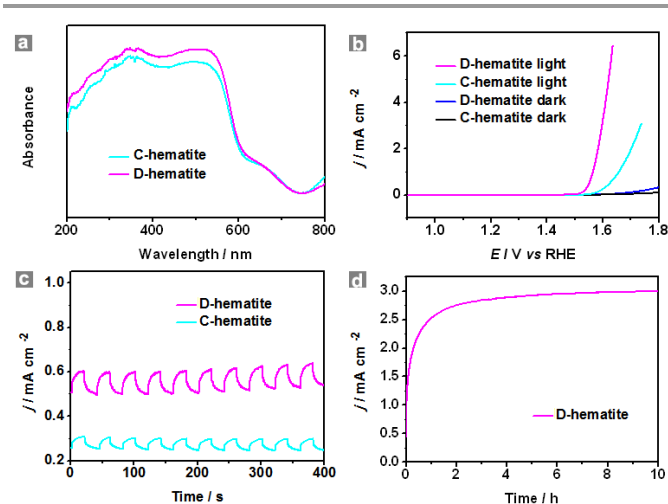 a
Absorbance
C-hematite
D-hematite
200 300 400 500 600 700 800
Wavelength / nm
b
j / mA cm -2
6
4
2
0
D-hematite light
C-hematite light
D-hematite dark
C-hematite dark
1.0 1.2 1.4 1.6 1.8
E / V vs RHE
c
j / mA cm -2
1.0
0.8
0.6
0.4
0.2
D-hematite
C-hematite
0 100 200 300 400
Time / s
d
j / mA cm -2
3.0
2.5
2.0
1.5
1.0
0.5
0.0
D-hematite
0 2 4 6 8 10
Time / h